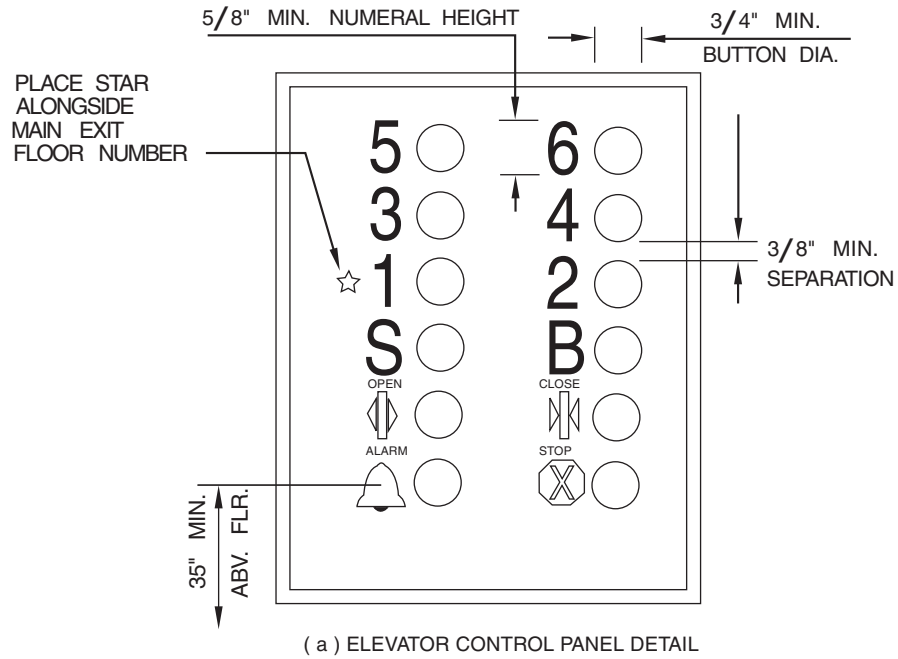 5/8" MIN. NUMERAL HEIGHT
3/4" MIN.
BUTTON DIA.
PLACE STAR
ALONGSIDE
MAIN EXIT
FLOOR NUMBER
5 6
3 4
3/8" MIN.
SEPARATION
1 2
S B
OPEN CLOSE
ALARM STOP
X
35" MIN.
ABV. FLR.
( a ) ELEVATOR CONTROL PANEL DETAIL